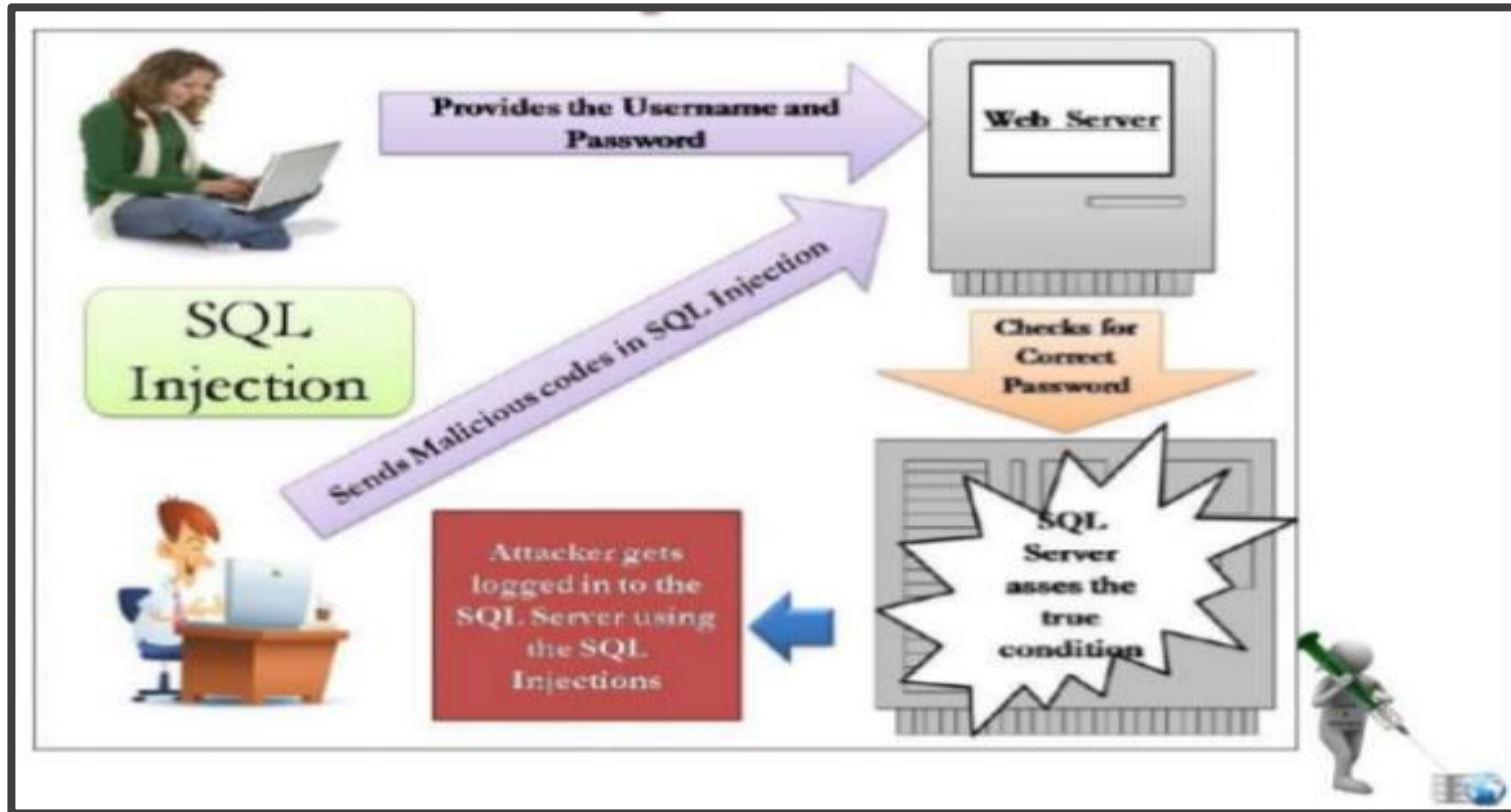 Provides the Username and
Password
Web Server
Sends Malicious codes in SQL Injection
SQL
Injection
Checks for
Correct
Password
SQL
Server
asses the
true
condition
Attacker gets
logged in to the
SQL Server using
the SQL
Injections